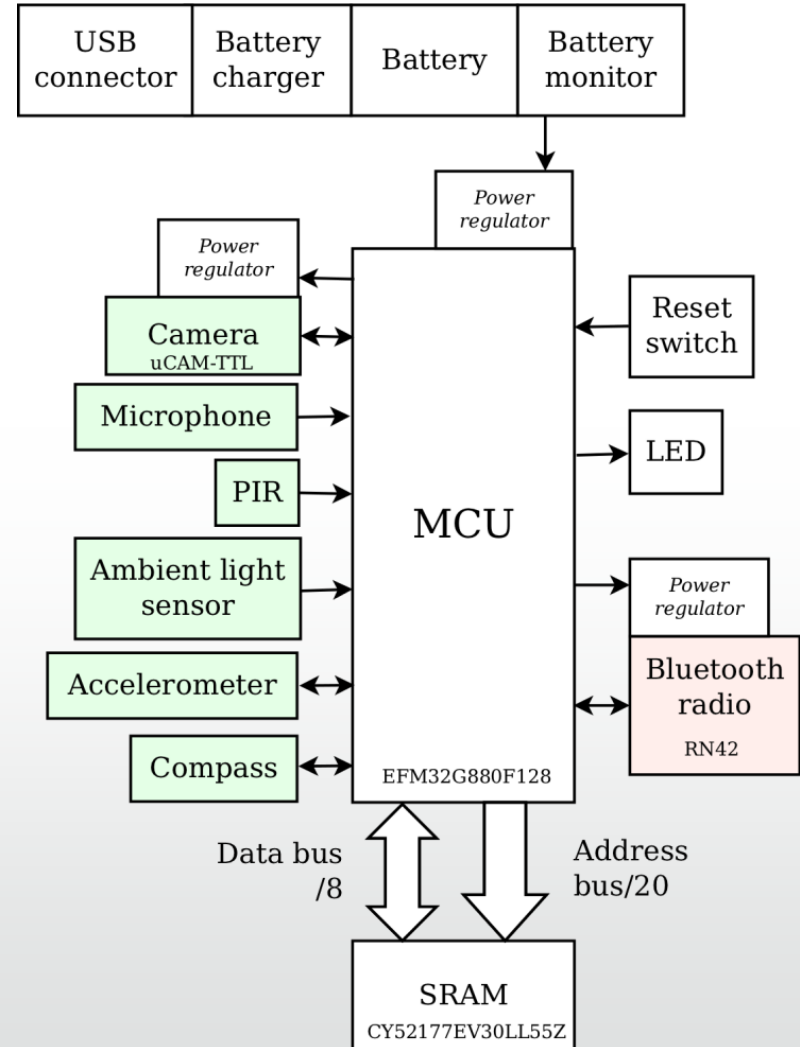 USB
connector
Battery
charger
Battery
Battery
monitor
Power
regulator
Power
regulator
Camera
uCAM-TTL
Microphone
PIR
Ambient light
sensor
Accelerometer
Compass
MCU
EFM32G880F128
Reset
switch
LED
Power
regulator
Bluetooth
radio
RN42
Data bus
/8
Address
bus/20
SRAM
CY52177EV30LL55Z